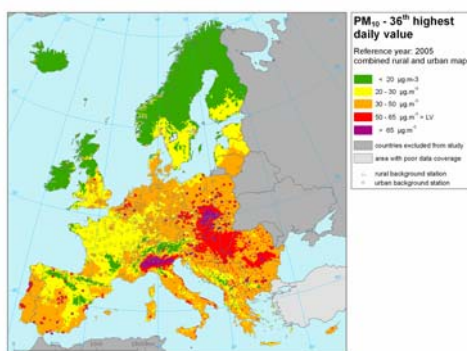 PM₁₀ - 36ᵗʰ highest
daily value
Reference year: 2005
combined rural and urban map
< 20 µg.m-3
20 - 30 µg.m⁻³
30 - 50 µg.m⁻³
50 - 65 µg.m⁻³ > LV
> 65 µg.m⁻³
countries excluded from study
area with poor data coverage
rural background station
urban background station